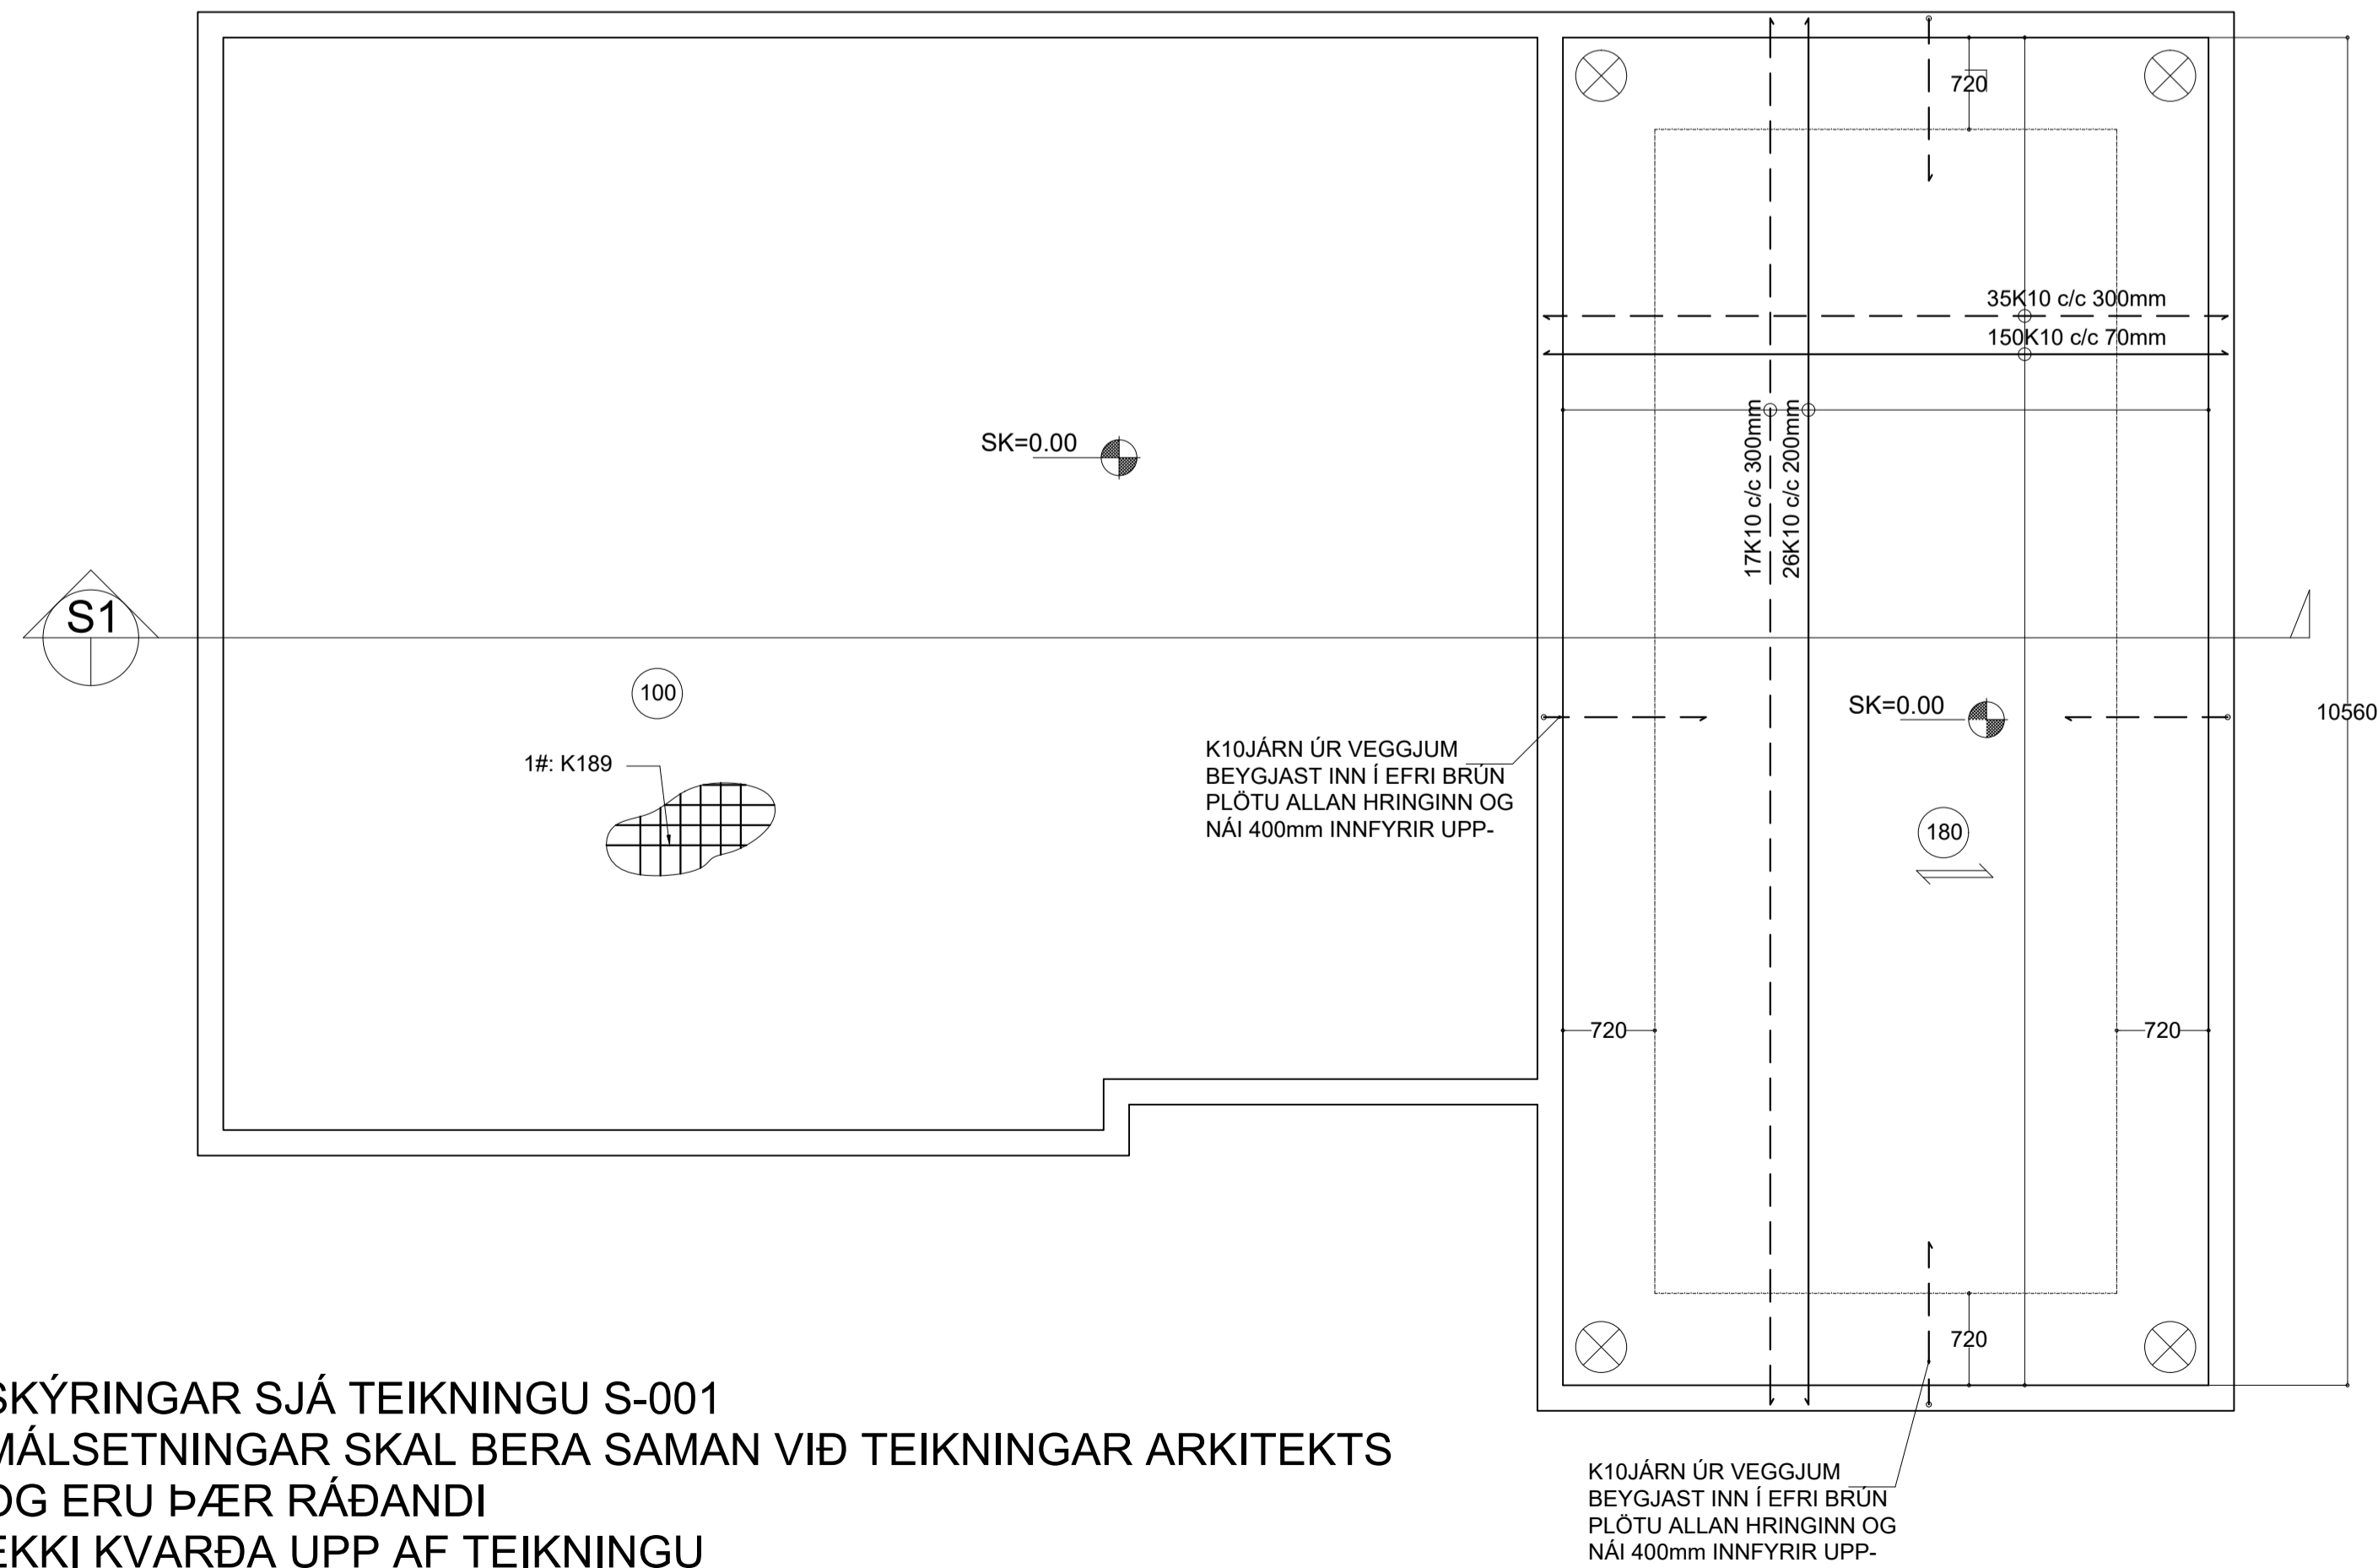 720
35K10 c/c 300mm
150K10 c/c 70mm
17K10 c/c 300mm
26K10 c/c 200mm
SK=0.00
S1
100
SK=0.00
10560
1#: K189
K10JÁRN ÚR VEGGJUM
BEYGJAST INN Í EFRI BRÚN
PLÖTU ALLAN HRINGINN OG
NÁI 400mm INNFYRIR UPP-
180
720
720
720
SKÝRINGAR SJÁ TEIKNINGU S-001
MÁLSETNINGAR SKAL BERA SAMAN VIÐ TEIKNINGAR ARKITEKTS
OG ERU ÞÆR RÁÐANDI
EKKI KVARÐA UPP AF TEIKNINGU
K10JÁRN ÚR VEGGJUM
BEYGJAST INN Í EFRI BRÚN
PLÖTU ALLAN HRINGINN OG
NÁI 400mm INNFYRIR UPP-